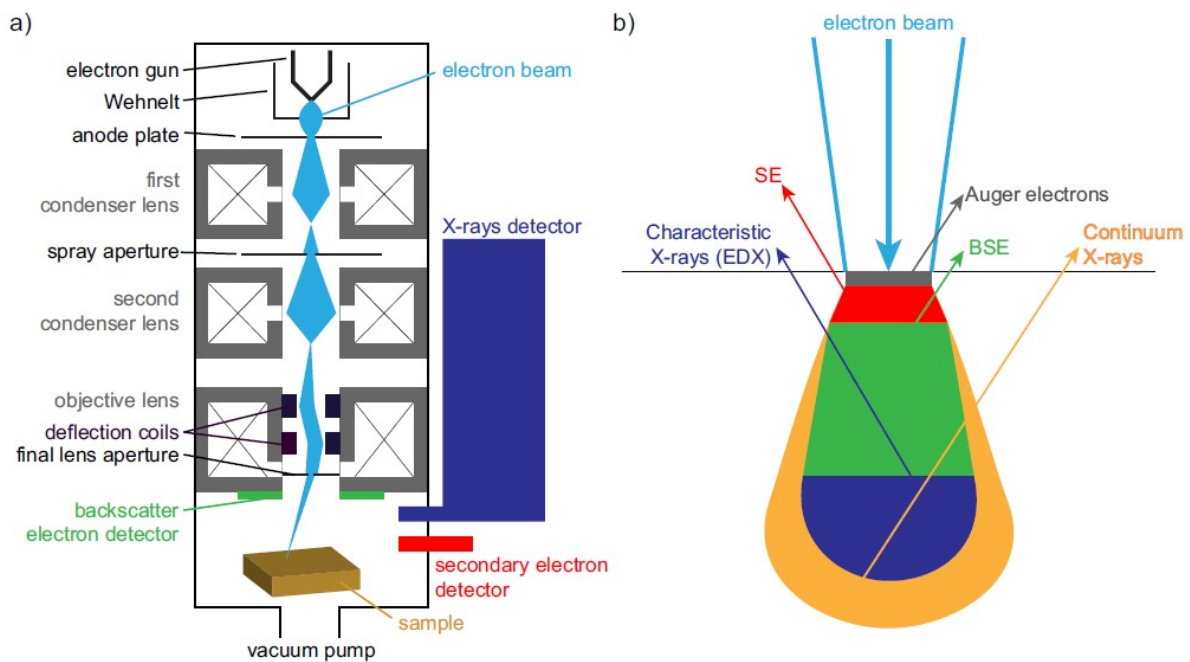 a)
electron gun
Wehnelt
anode plate
first
condenser lens
spray aperture
second
condenser lens
objective lens
deflection coils
final lens aperture
backscatter
electron detector
electron beam
X-rays detector
secondary electron
detector
sample
vacuum pump
b)
electron beam
SE
Auger electrons
Characteristic
X-rays (EDX)
BSE
Continuum
X-rays